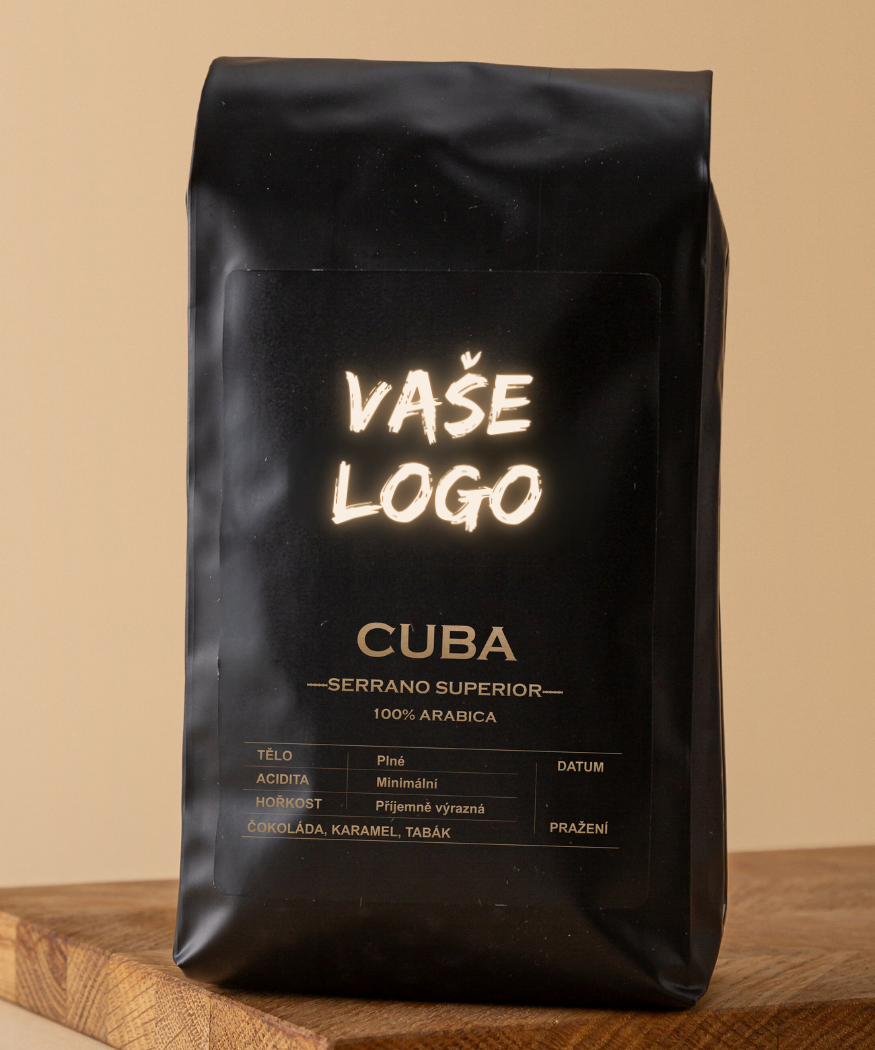 VAŠE
LOGO
CUBA
SERRANO SUPERIOR
100% ARABICA
TĚLO Plné
ACIDITA Minimální
HOŘKOST Příjemně výrazná
ČOKOLÁDA, KARAMEL, TABÁK
DATUM
PRAŽENÍ